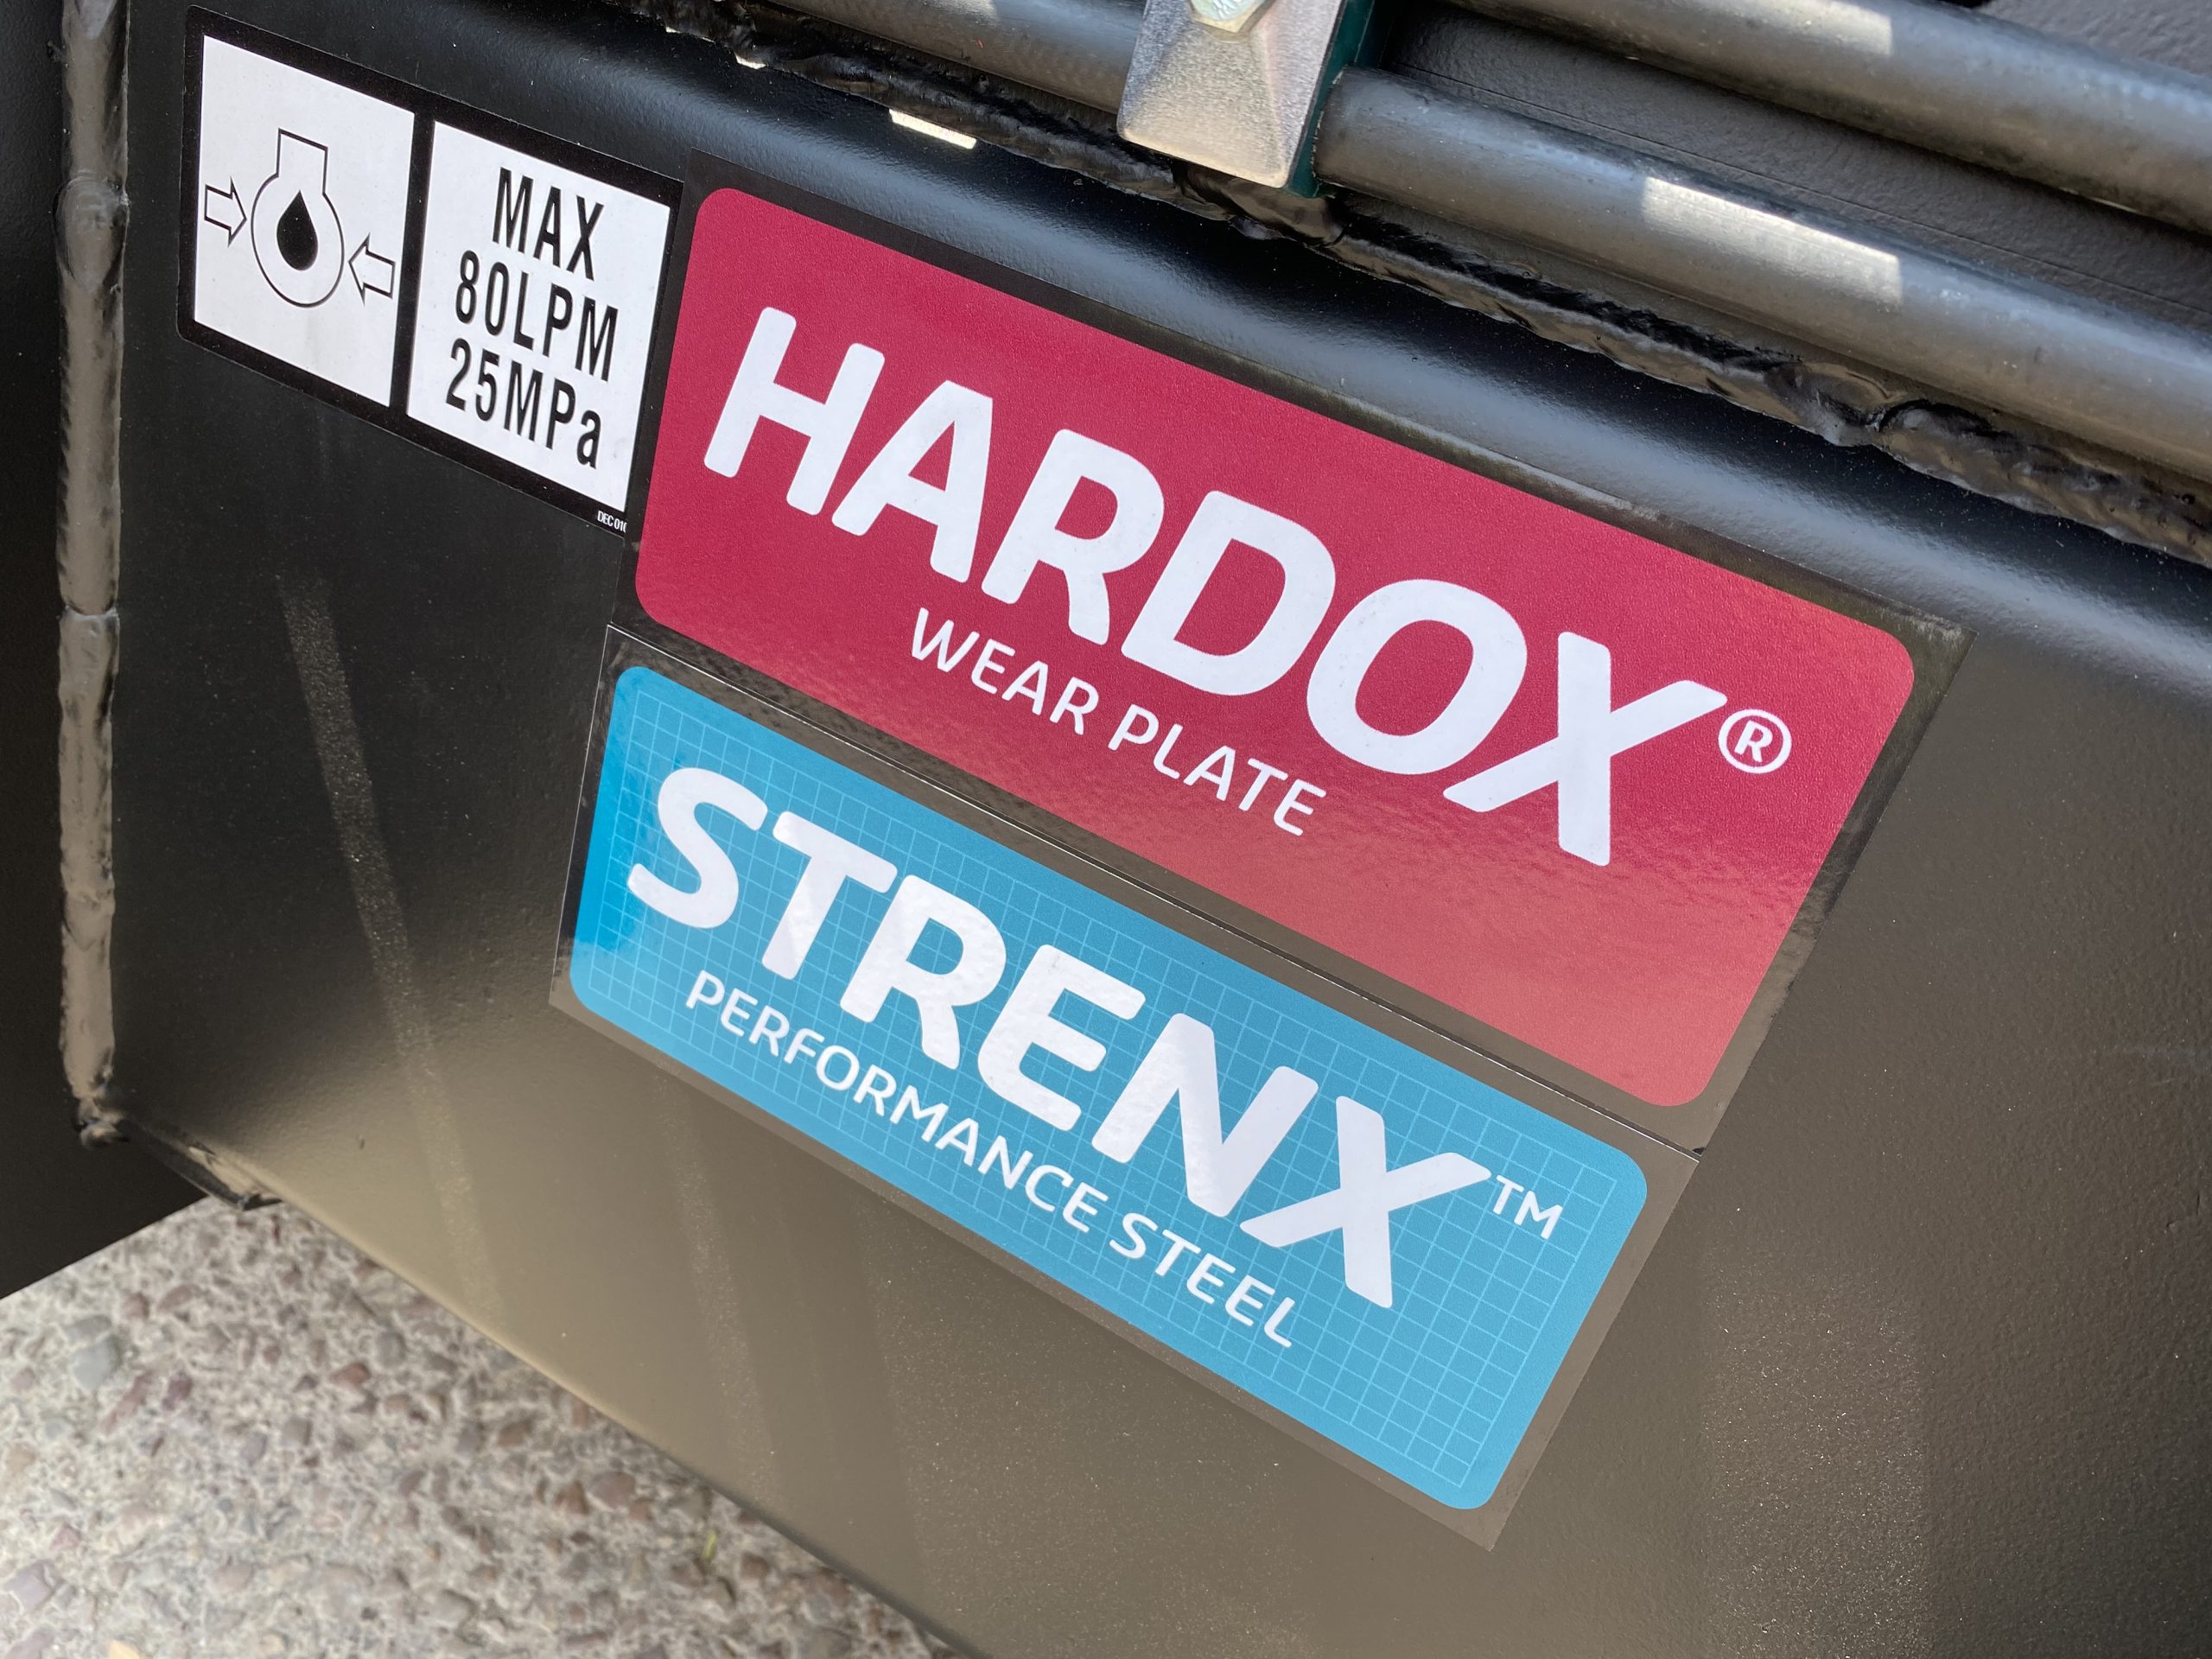 MAX
80LPM
25MPa
HARDOX®
WEAR PLATE
STRENX™
PERFORMANCE STEEL